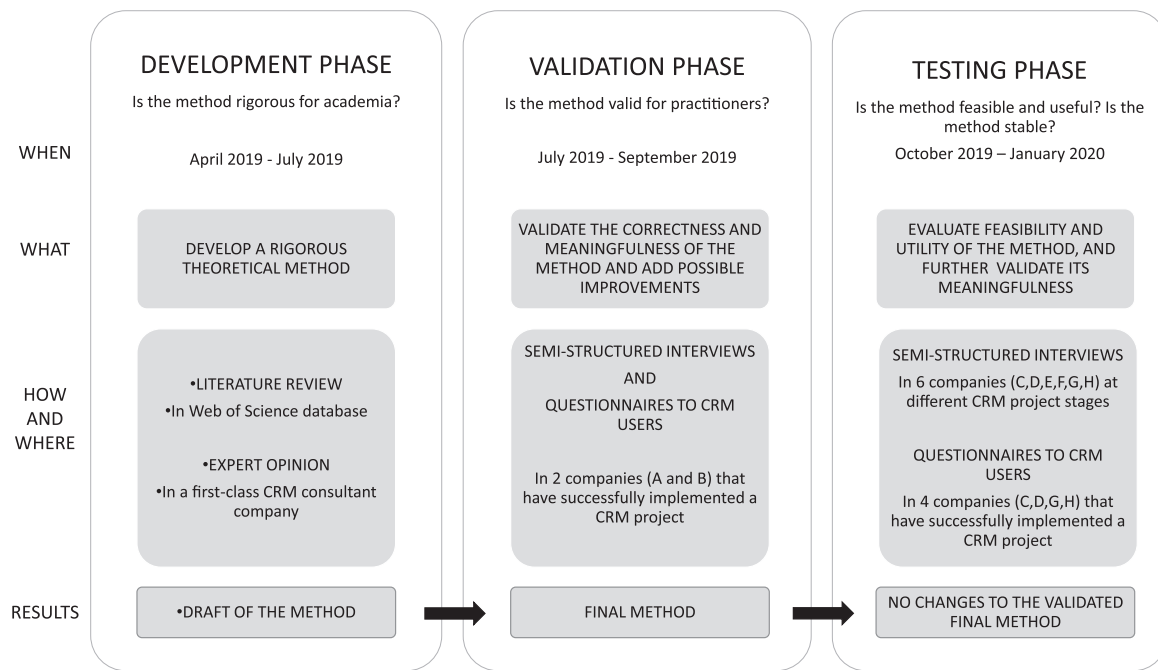 DEVELOPMENT PHASE
Is the method rigorous for academia?
VALIDATION PHASE
Is the method valid for practitioners?
TESTING PHASE
Is the method feasible and useful? Is the
method stable?
WHEN
April 2019 - July 2019
July 2019 - September 2019
October 2019 – January 2020
WHAT
DEVELOP A RIGOROUS
THEORETICAL METHOD
VALIDATE THE CORRECTNESS AND
MEANINGFULNESS OF THE
METHOD AND ADD POSSIBLE
IMPROVEMENTS
EVALUATE FEASIBILITY AND
UTILITY OF THE METHOD, AND
FURTHER VALIDATE ITS
MEANINGFULNESS
HOW
AND
WHERE
•LITERATURE REVIEW
•In Web of Science database
•EXPERT OPINION
•In a first-class CRM consultant
company
SEMI-STRUCTURED INTERVIEWS
AND
QUESTIONNAIRES TO CRM
USERS
In 2 companies (A and B) that
have successfully implemented a
CRM project
SEMI-STRUCTURED INTERVIEWS
In 6 companies (C,D,E,F,G,H) at
different CRM project stages
QUESTIONNAIRES TO CRM
USERS
In 4 companies (C,D,G,H) that
have successfully implemented a
CRM project
RESULTS
•DRAFT OF THE METHOD
FINAL METHOD
NO CHANGES TO THE VALIDATED
FINAL METHOD